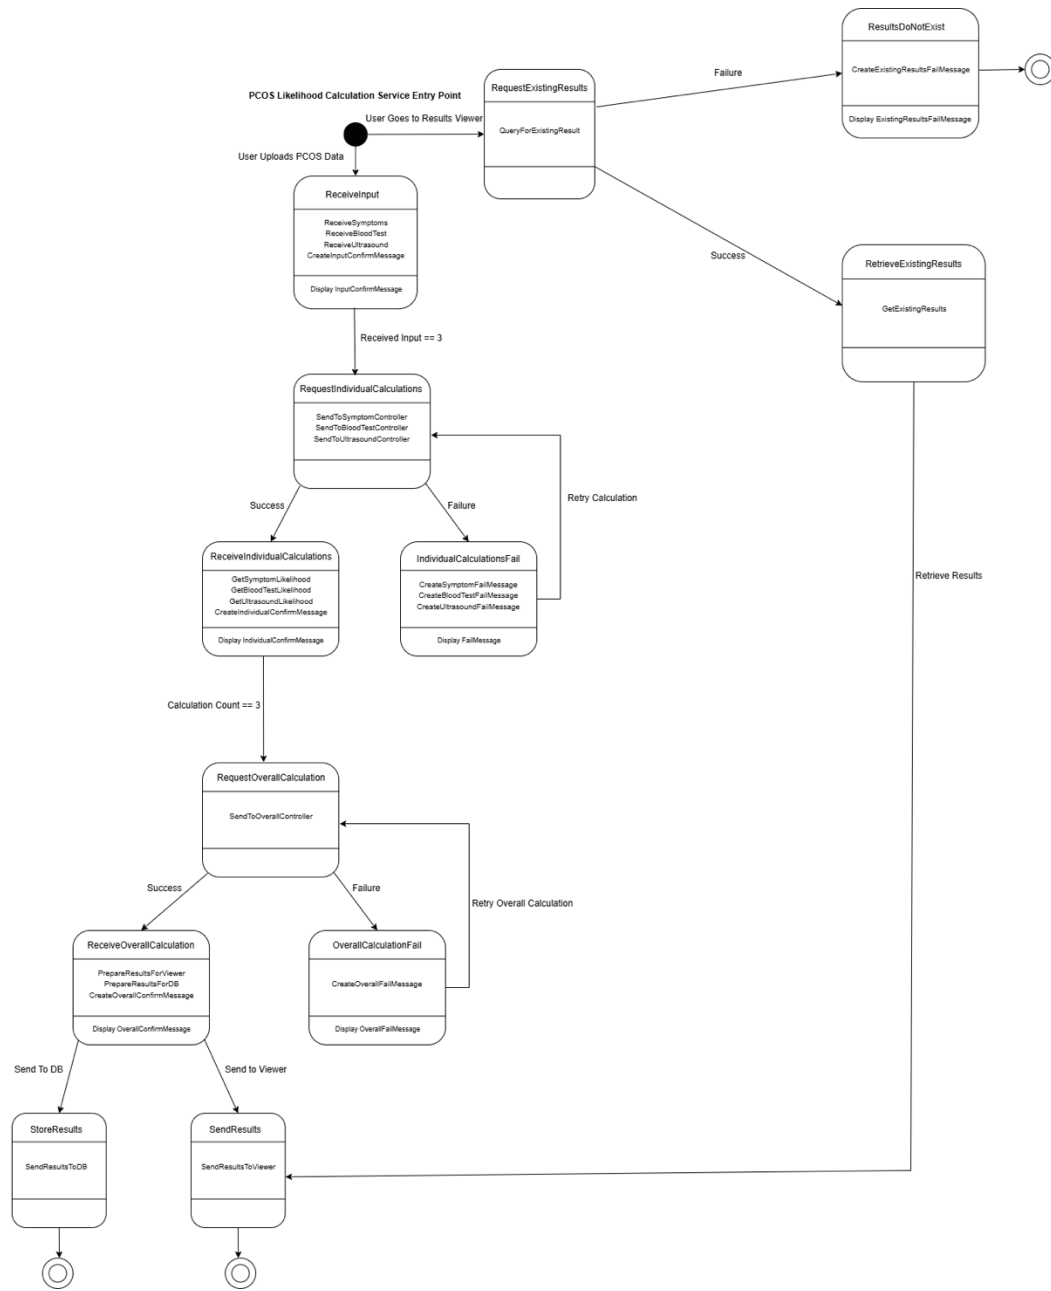 ResultsDoNotExist
CreateExistingResultsFailMessage
Display ExistingResultsFailMessage
Failure
RequestExistingResults
QueryForExistingResult
PCOS Likelihood Calculation Service Entry Point
User Goes to Results Viewer
User Uploads PCOS Data
ReceiveInput
ReceiveSymptoms
ReceiveBloodTest
ReceiveUltrasound
CreateInputConfirmMessage
Display InputConfirmMessage
Success
RetrieveExistingResults
GetExistingResults
Received Input == 3
RequestIndividualCalculations
SendToSymptomController
SendToBloodTestController
SendToUltrasoundController
Retry Calculation
Success
Failure
ReceiveIndividualCalculations
GetSymptomLikelihood
GetBloodTestLikelihood
GetUltrasoundLikelihood
CreateIndividualConfirmMessage
Display IndividualConfirmMessage
IndividualCalculationsFail
CreateSymptomFailMessage
CreateBloodTestFailMessage
CreateUltrasoundFailMessage
Display FailMessage
Retrieve Results
Calculation Count == 3
RequestOverallCalculation
SendToOverallController
Success
Failure
Retry Overall Calculation
ReceiveOverallCalculation
PrepareResultsForViewer
PrepareResultsForDB
CreateOverallConfirmMessage
Display OverallConfirmMessage
OverallCalculationFail
CreateOverallFailMessage
Display OverallFailMessage
Send To DB
Send to Viewer
StoreResults
SendResultsToDB
SendResults
SendResultsToViewer